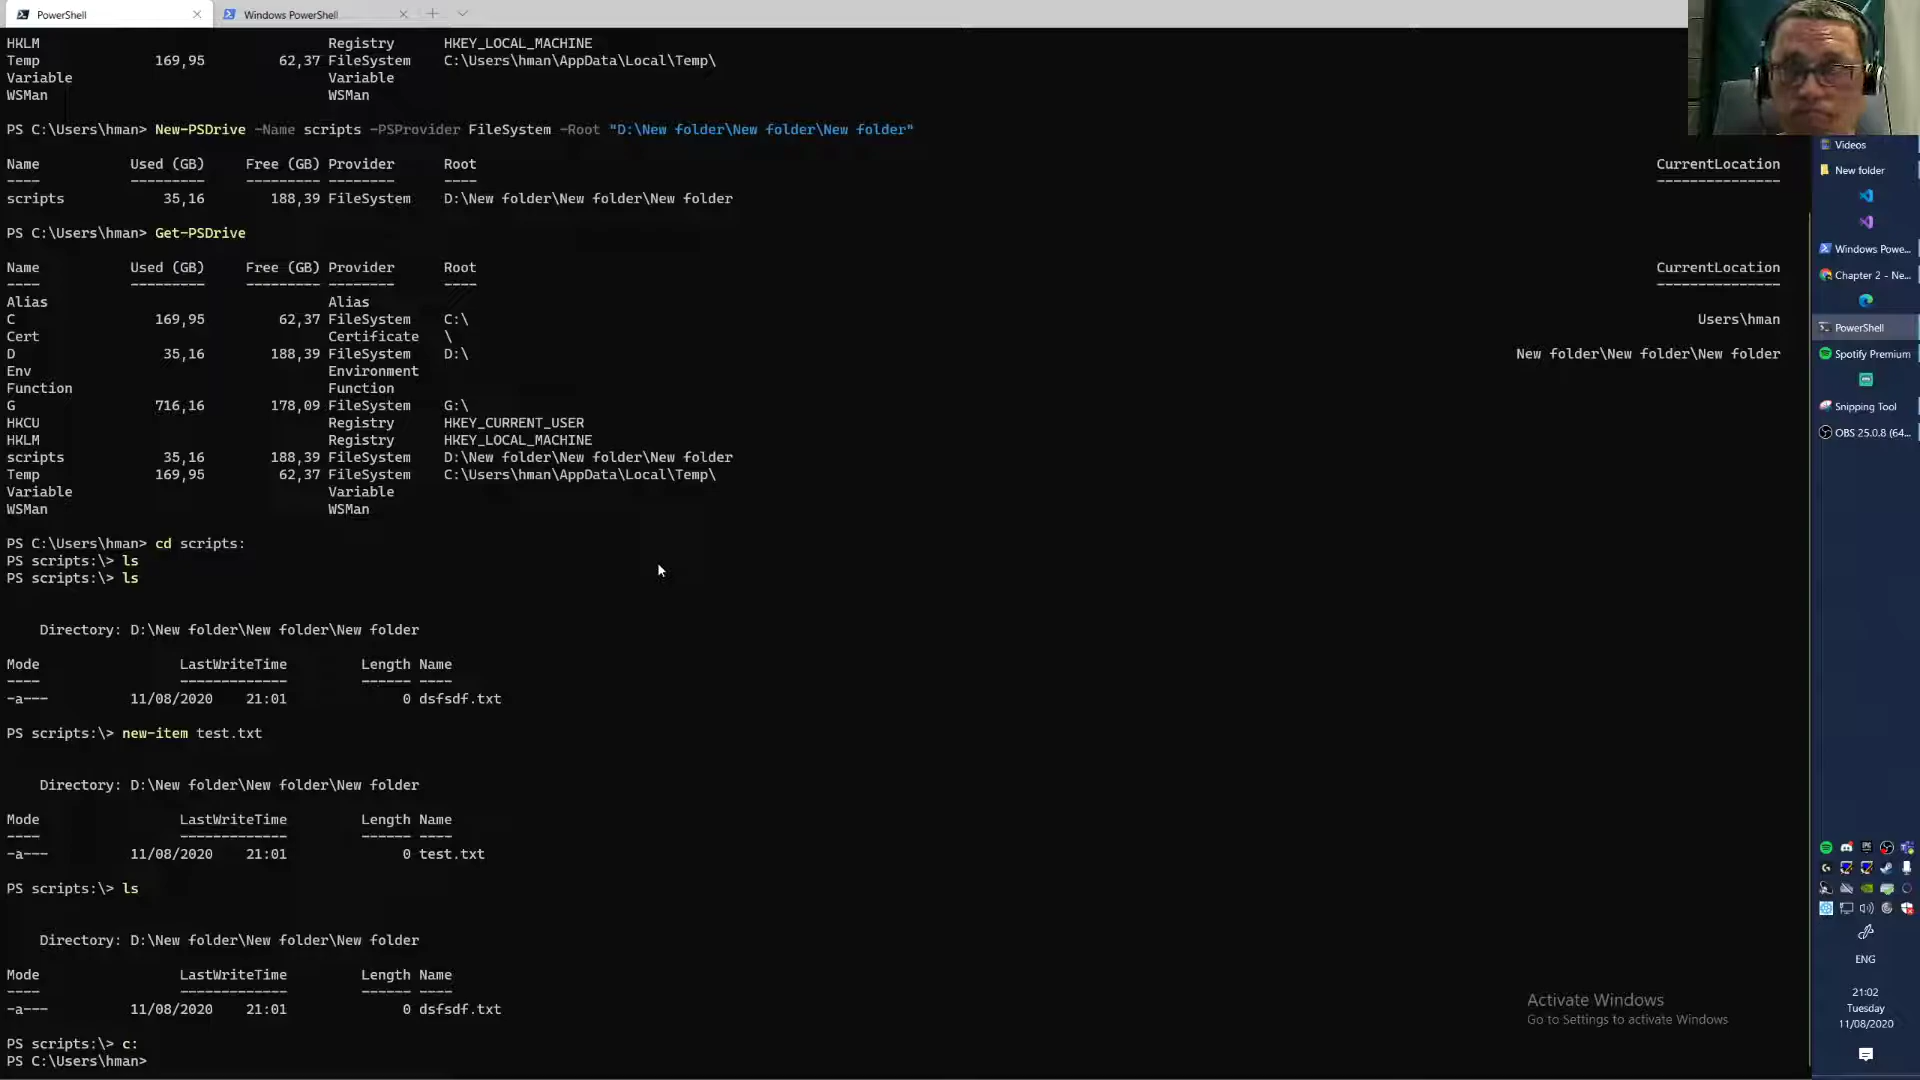 PowerShell
Windows PowerShell
HKLM Registry HKEY_LOCAL_MACHINE
Temp 169,95 62,37 FileSystem C:\Users\hman\AppData\Local\Temp\
Variable Variable
WSMan WSMan
PS C:\Users\hman> New-PSDrive -Name scripts -PSProvider FileSystem -Root "D:\New folder\New folder\New folder"
Name Used (GB) Free (GB) Provider Root CurrentLocation
---- --------- --------- -------- ---- ---------------
scripts 35,16 188,39 FileSystem D:\New folder\New folder\New folder
PS C:\Users\hman> Get-PSDrive
Name Used (GB) Free (GB) Provider Root CurrentLocation
---- --------- --------- -------- ---- ---------------
Alias Alias
C 169,95 62,37 FileSystem C:\ Users\hman
Cert Certificate \
D 35,16 188,39 FileSystem D:\ New folder\New folder\New folder
Env Environment
Function Function
G 716,16 178,09 FileSystem G:\
HKCU Registry HKEY_CURRENT_USER
HKLM Registry HKEY_LOCAL_MACHINE
scripts 35,16 188,39 FileSystem D:\New folder\New folder\New folder
Temp 169,95 62,37 FileSystem C:\Users\hman\AppData\Local\Temp\
Variable Variable
WSMan WSMan
PS C:\Users\hman> cd scripts:
PS scripts:\> ls
PS scripts:\> ls
Directory: D:\New folder\New folder\New folder
Mode LastWriteTime Length Name
---- ------------- ------ ----
-a--- 11/08/2020 21:01 0 dsfsdf.txt
PS scripts:\> new-item test.txt
Directory: D:\New folder\New folder\New folder
Mode LastWriteTime Length Name
---- ------------- ------ ----
-a--- 11/08/2020 21:01 0 test.txt
PS scripts:\> ls
Directory: D:\New folder\New folder\New folder
Mode LastWriteTime Length Name
---- ------------- ------ ----
-a--- 11/08/2020 21:01 0 dsfsdf.txt
PS scripts:\> c:
PS C:\Users\hman>
Activate Windows
Go to Settings to activate Windows
Videos
New folder
Windows Powe...
Chapter 2 - Ne...
PowerShell
Spotify Premium
Snipping Tool
OBS 25.0.8 (64...
ENG
21:02
Tuesday
11/08/2020